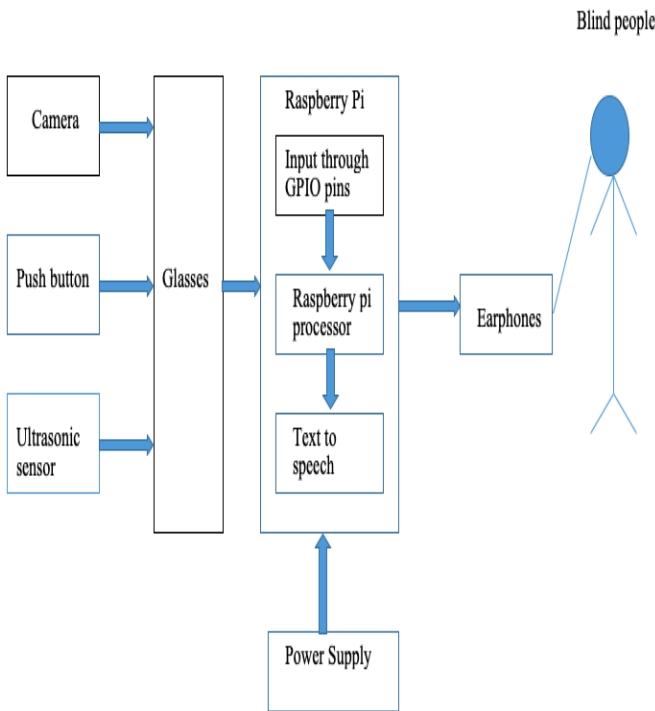 Blind people
Camera
Push button
Ultrasonic
sensor
Glasses
Raspberry Pi
Input through
GPIO pins
Raspberry pi
processor
Text to
speech
Earphones
Power Supply